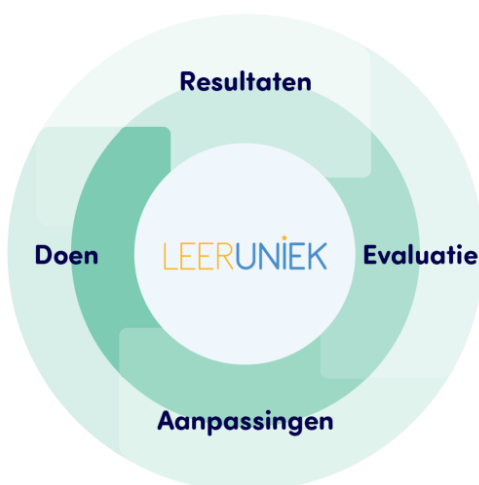 Resultaten
Doen
LEERUNIEK
Evaluatie
Aanpassingen